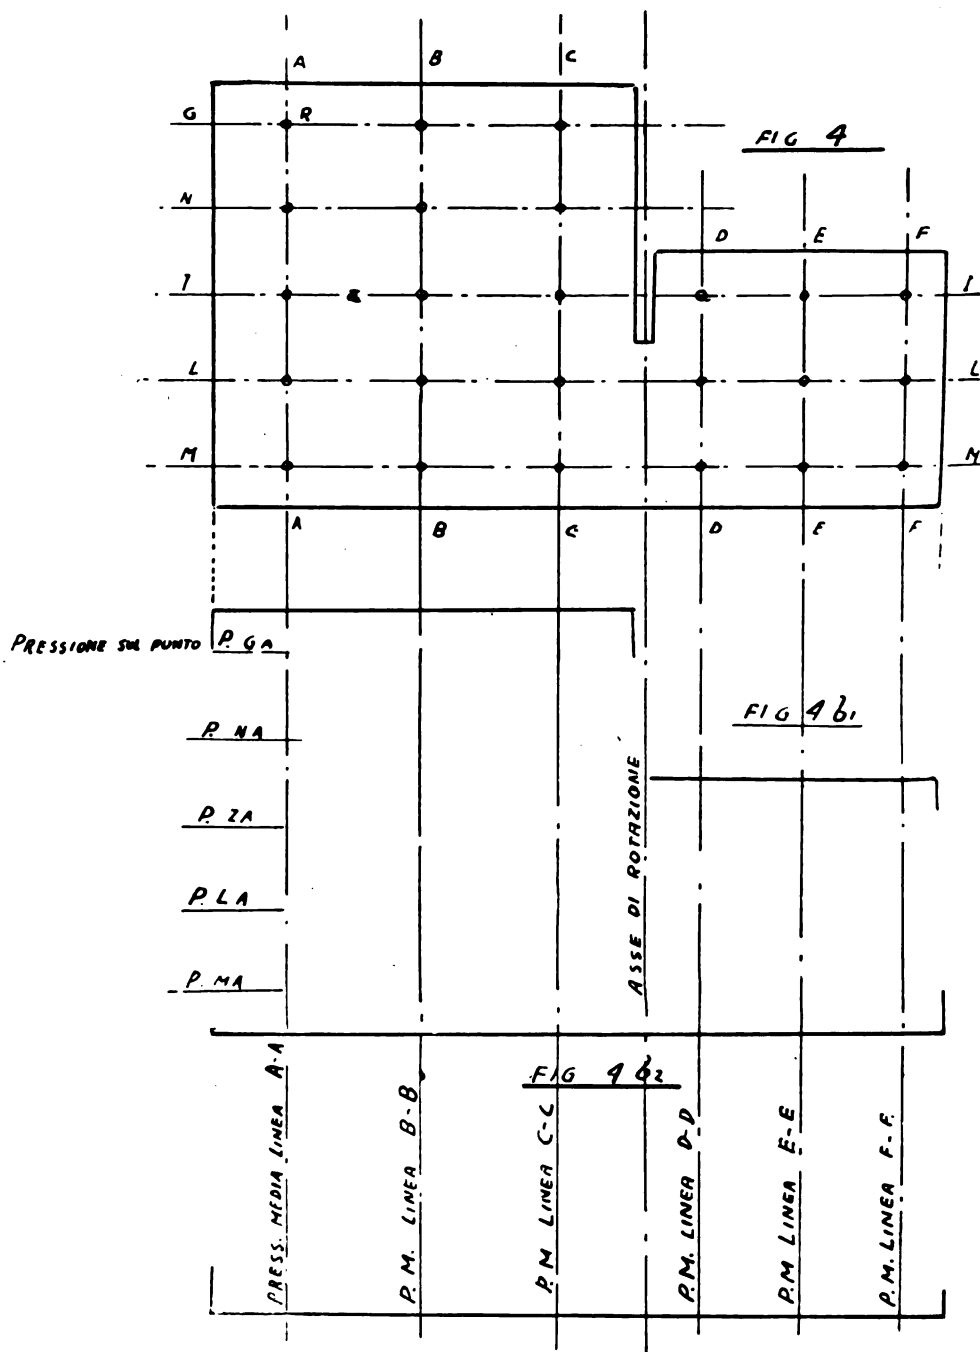 A B C
G R
FIG 4
N
D E F
I I
L L
M M
A B C D E F
PRESSIONE SUL PUNTO P. GA
FIG 4 b1
P. NA
P. ZA
P. LA
P. MA
ASSE DI ROTAZIONE
FIG 4 b2
PRESS. MEDIA LINEA A-A
P. M. LINEA B-B
P. M LINEA C-C
P. M. LINEA D-D
P. M LINEA E-E
P. M. LINEA F-F.